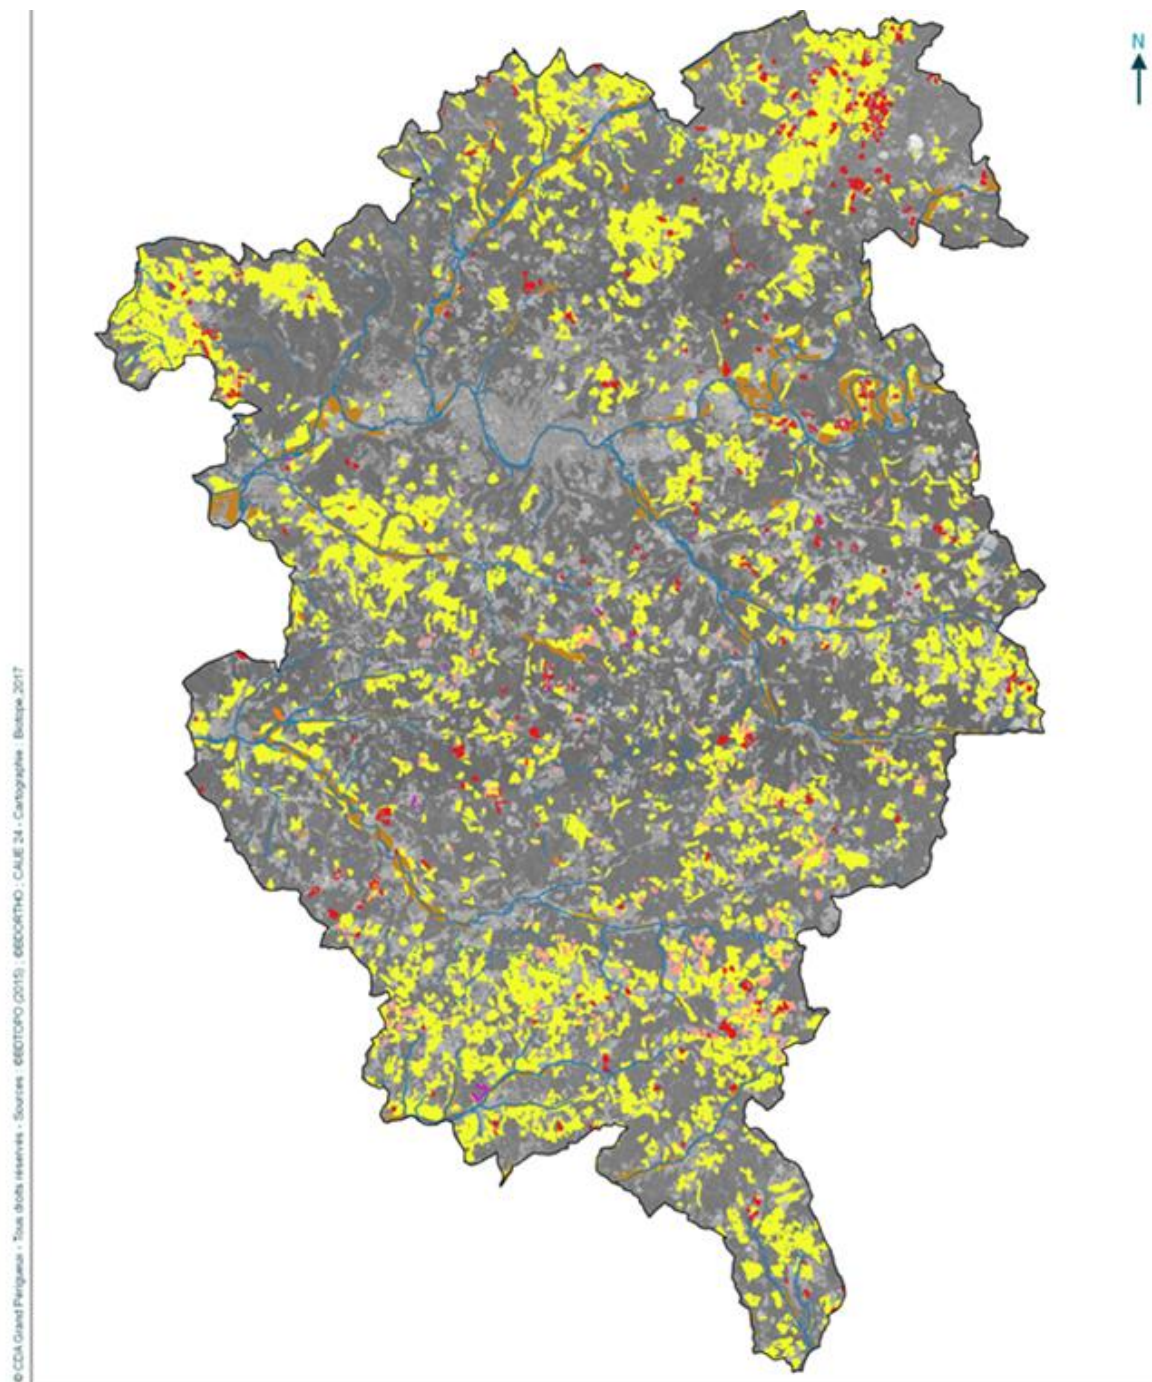 N
© CDA Grand Périgueux - Tous droits réservés - Sources : ©BDTOPO (2015) ; ©BDORTHO ; CAUE 24 - Cartographie : Biotope, 2017